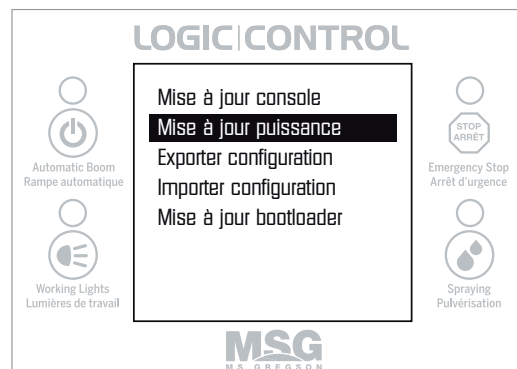 LOGIC|CONTROL
Automatic Boom
Rampe automatique
Working Lights
Lumières de travail
Mise à jour console
Mise à jour puissance
Exporter configuration
Importer configuration
Mise à jour bootloader
STOP
ARRÊT
Emergency Stop
Arrêt d'urgence
Spraying
Pulvérisation
MSG
MS GREGSON